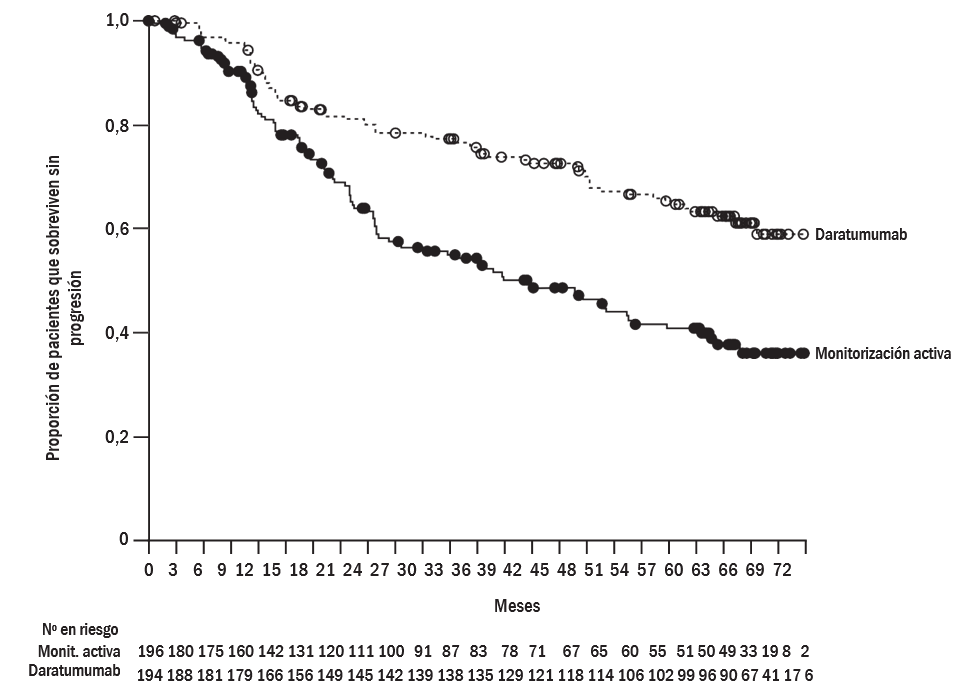 1,0
0,8
0,6
0,4
0,2
0
Proporción de pacientes que sobreviven sin
progresión
Daratumumab
Monitorización activa
0 3 6 9 12 15 18 21 24 27 30 33 36 39 42 45 48 51 54 57 60 63 66 69 72
Meses
Nº en riesgo
Monit. activa 196 180 175 160 142 131 120 111 100 91 87 83 78 71 67 65 60 55 51 50 49 33 19 8 2
Daratumumab 194 188 181 179 166 156 149 145 142 139 138 135 129 121 118 114 106 102 99 96 90 67 41 17 6